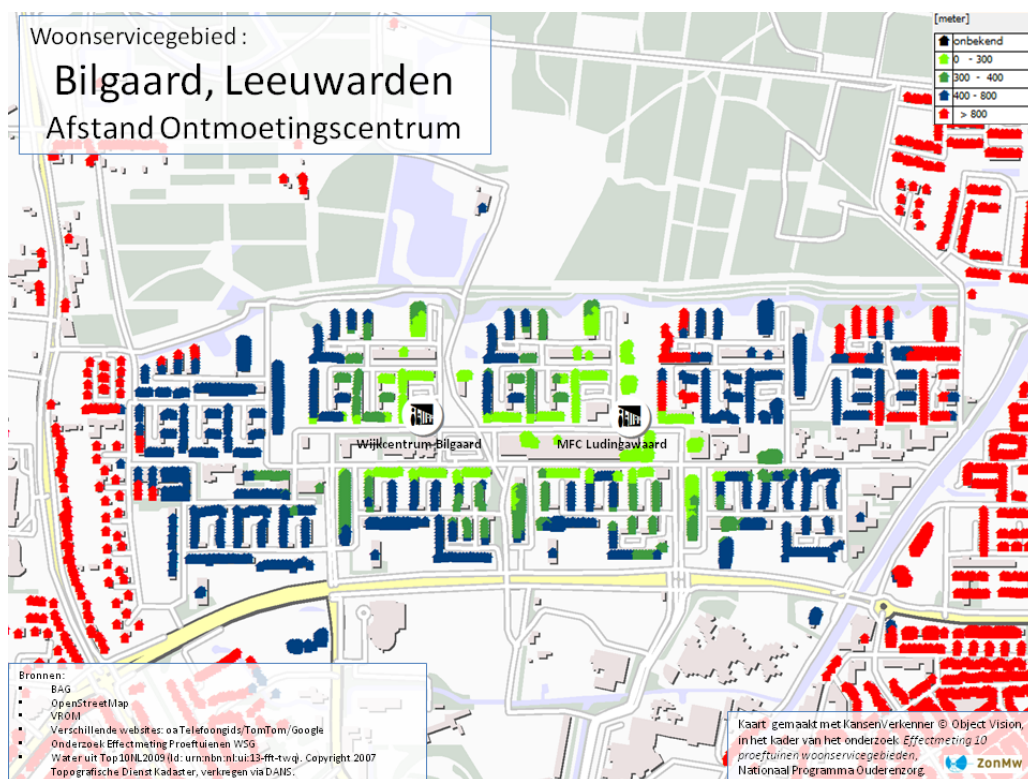 Woonservicegebied :
Bilgaard, Leeuwarden
Afstand Ontmoetingscentrum
[meter]
onbekend
0 - 300
300 - 400
400 - 800
> 800
Wijkcentrum Bilgaard
MFC Ludingawaard
Bronnen:
BAG
OpenStreetMap
VROM
Verschillende websites: oa Telefoongids/TomTom/Google
Onderzoek Effectmeting Proeftuienen WSG
Water uit Top10NL2009 (Id: urn:nbn:nl:ui:13-fft-twq). Copyright 2007
Topografische Dienst Kadaster, verkregen via DANS.
Kaart gemaakt met KansenVerkenner © Object Vision,
in het kader van het onderzoek Effectmeting 10
proeftuinen woonservicegebieden,
Nationaal Programma Ouderenzorg.
ZonMw